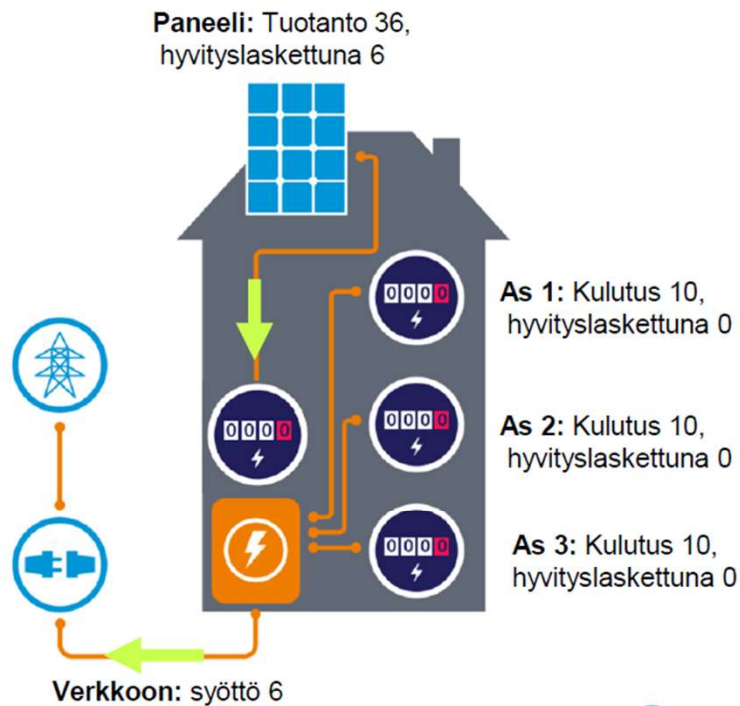 Paneeli: Tuotanto 36,
hyvityslaskettuna 6
0000
As 1: Kulutus 10,
hyvityslaskettuna 0
0000
0000
As 2: Kulutus 10,
hyvityslaskettuna 0
0000
As 3: Kulutus 10,
hyvityslaskettuna 0
Verkkoon: syöttö 6